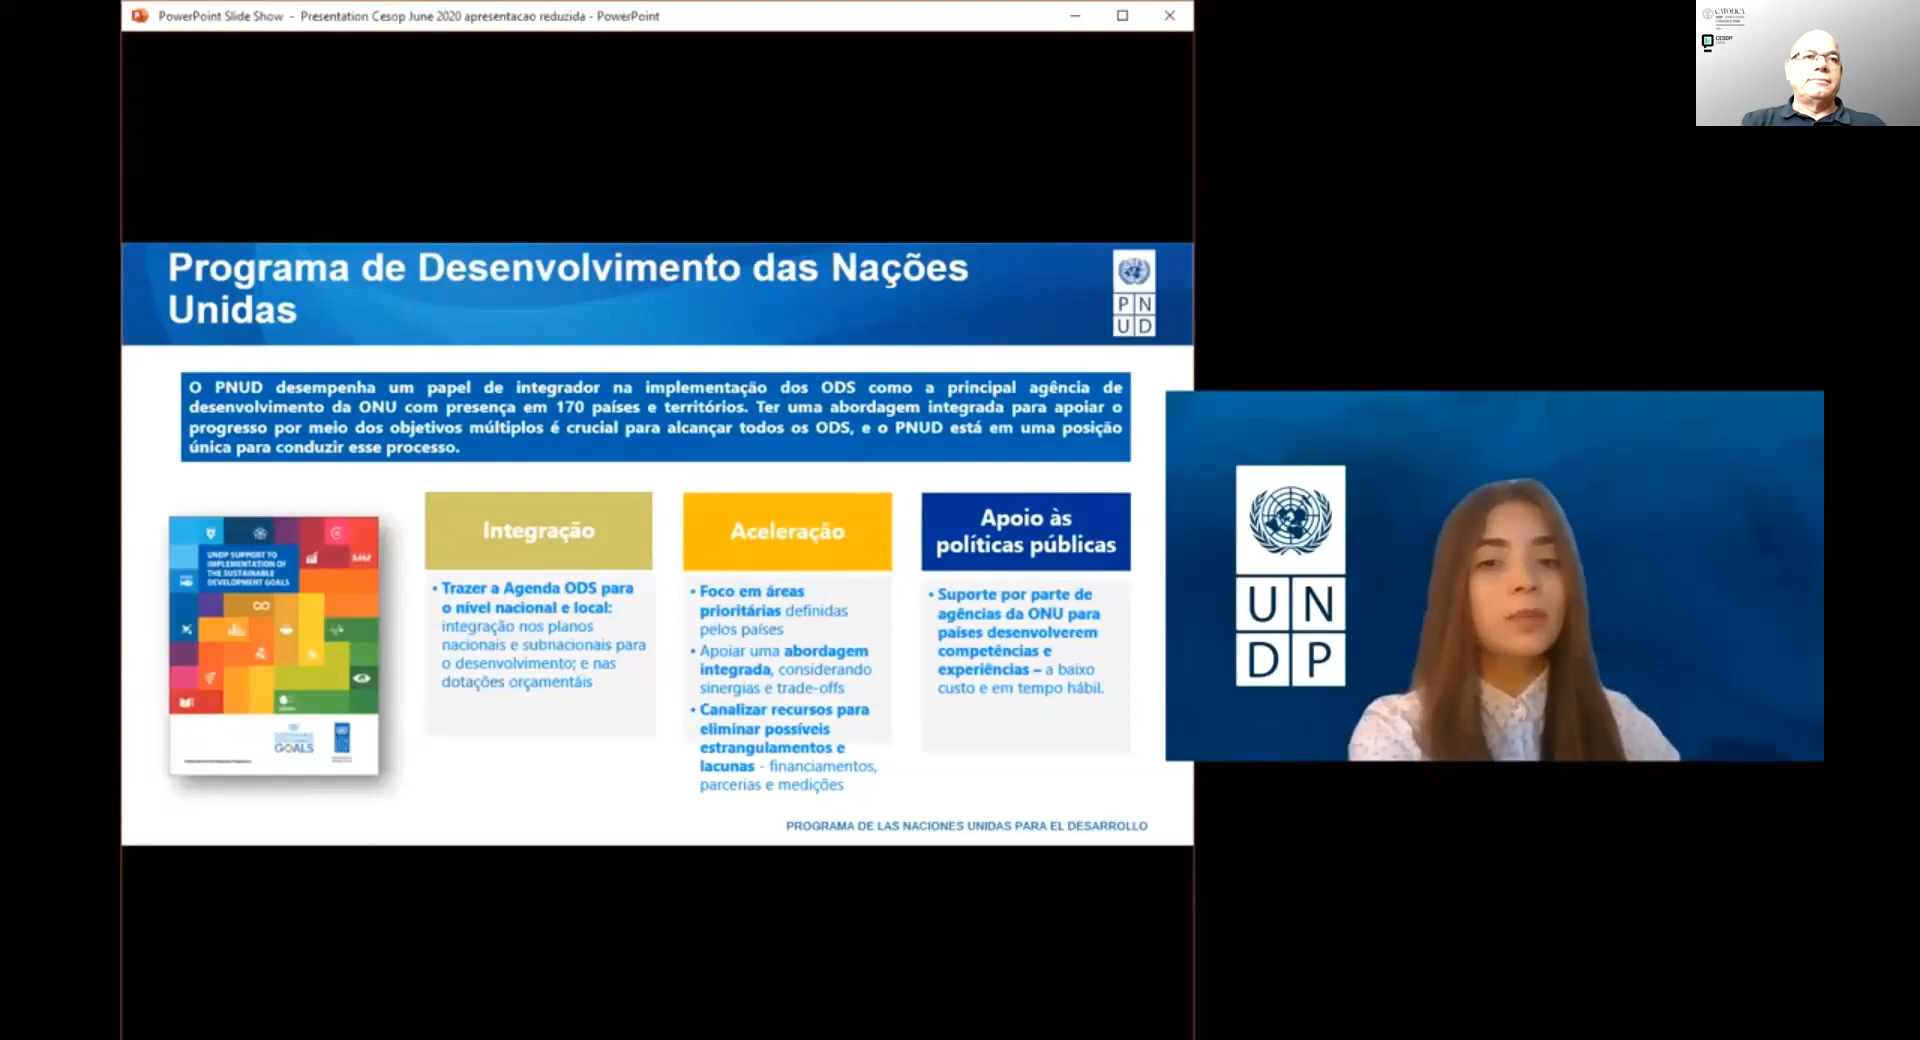 PowerPoint Slide Show - Presentation Cesop June 2020 apresentacao reduzida - PowerPoint
CATOLICA
CESOP
Programa de Desenvolvimento das Nações
Unidas
P N
U D
O PNUD desempenha um papel de integrador na implementação dos ODS como a principal agência de
desenvolvimento da ONU com presença em 170 países e territórios. Ter uma abordagem integrada para apoiar o
progresso por meio dos objetivos múltiplos é crucial para alcançar todos os ODS, e o PNUD está em uma posição
única para conduzir esse processo.
UNDP SUPPORT TO
IMPLEMENTATION OF
THE SUSTAINABLE
DEVELOPMENT GOALS
GOALS
Integração
• Trazer a Agenda ODS para
o nível nacional e local:
integração nos planos
nacionais e subnacionais para
o desenvolvimento; e nas
dotações orçamentáis
Aceleração
• Foco em áreas
prioritárias definidas
pelos países
• Apoiar uma abordagem
integrada, considerando
sinergias e trade-offs
• Canalizar recursos para
eliminar possíveis
estrangulamentos e
lacunas - financiamentos,
parcerias e medições
Apoio às
políticas públicas
• Suporte por parte de
agências da ONU para
países desenvolverem
competências e
experiências – a baixo
custo e em tempo hábil.
PROGRAMA DE LAS NACIONES UNIDAS PARA EL DESARROLLO
U N
D P